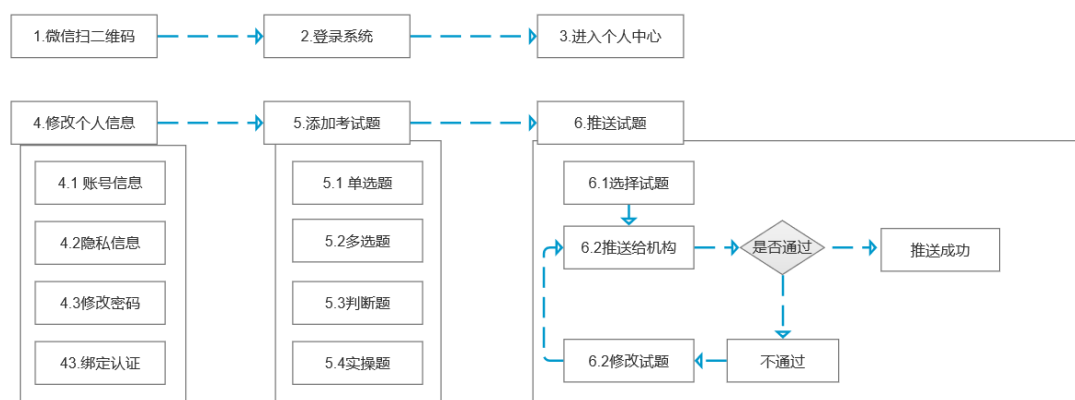 1.微信扫二维码
2.登录系统
3.进入个人中心
4.修改个人信息
5.添加考试题
6.推送试题
4.1 账号信息
4.2隐私信息
4.3修改密码
43.绑定认证
5.1 单选题
5.2多选题
5.3判断题
5.4实操题
6.1选择试题
6.2推送给机构
是否通过
推送成功
不通过
6.2修改试题